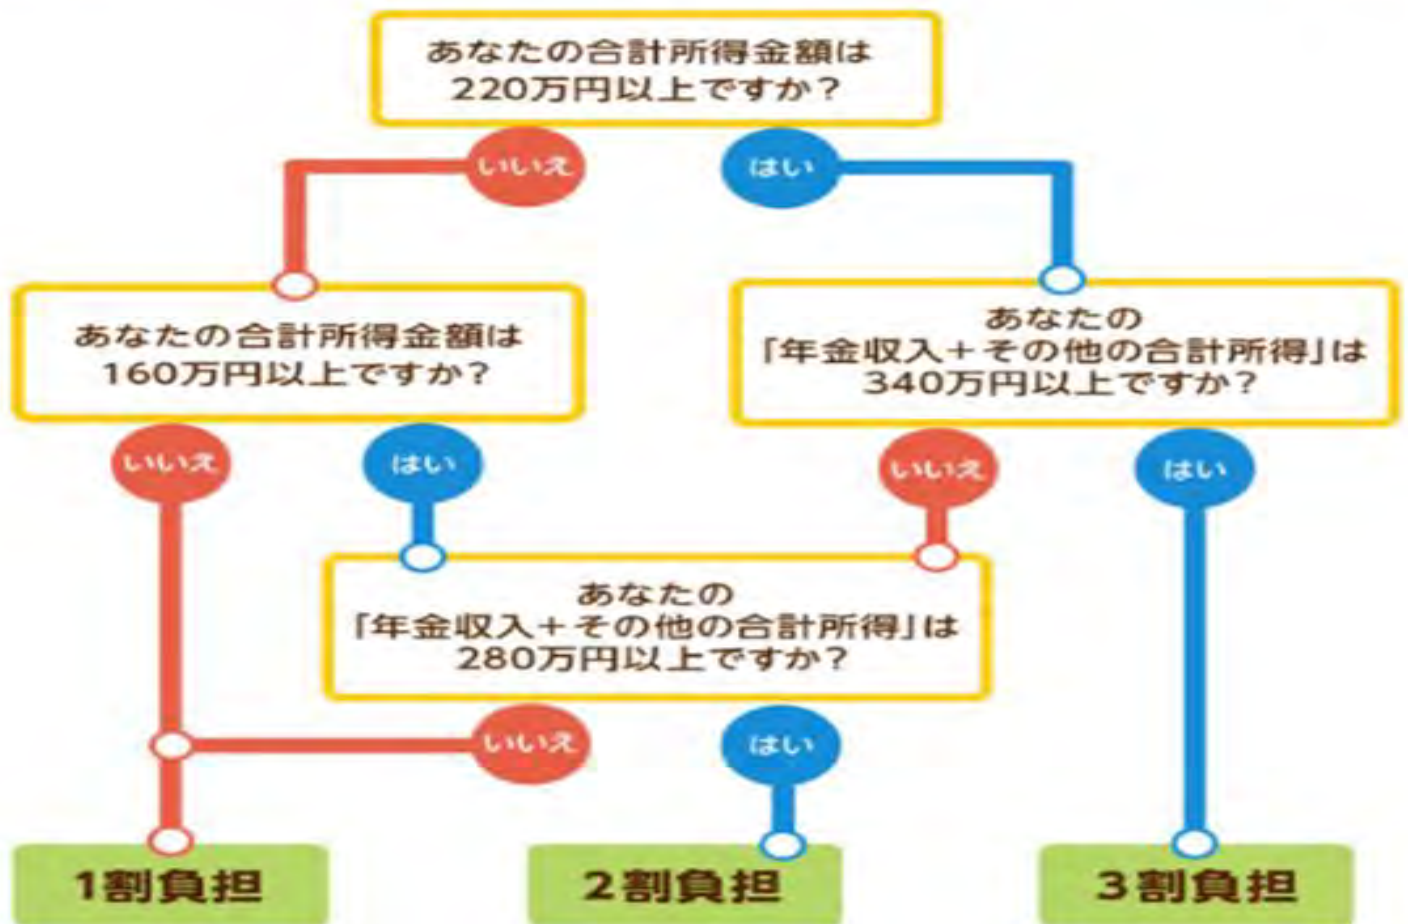 あなたの合計所得金額は
220万円以上ですか？
いいえ
はい
あなたの合計所得金額は
160万円以上ですか？
あなたの
「年金収入＋その他の合計所得」は
340万円以上ですか？
いいえ
はい
いいえ
はい
あなたの
「年金収入＋その他の合計所得」は
280万円以上ですか？
いいえ
はい
1割負担
2割負担
3割負担